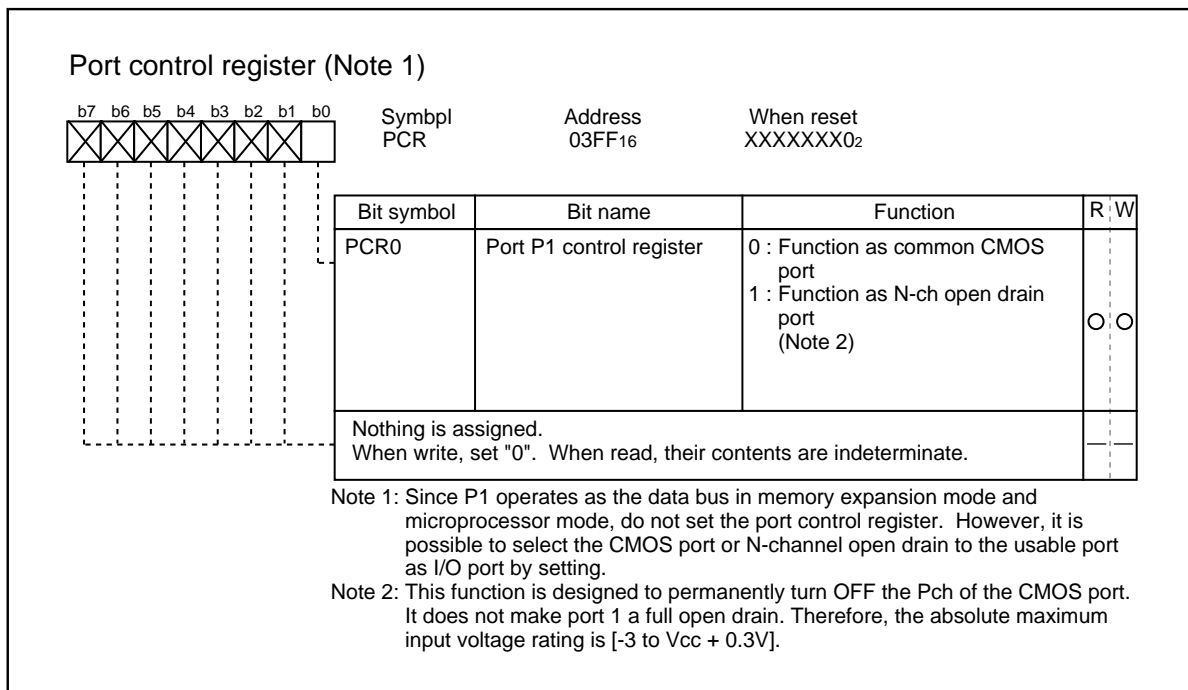 Port control register (Note 1)
b7 b6 b5 b4 b3 b2 b1 b0
Symbpl Address When reset
PCR 03FF16 XXXXXXX02
Bit symbol Bit name Function R W
PCR0 Port P1 control register 0 : Function as common CMOS
port
1 : Function as N-ch open drain
port
(Note 2)
Nothing is assigned.
When write, set "0". When read, their contents are indeterminate.
Note 1: Since P1 operates as the data bus in memory expansion mode and
microprocessor mode, do not set the port control register. However, it is
possible to select the CMOS port or N-channel open drain to the usable port
as I/O port by setting.
Note 2: This function is designed to permanently turn OFF the Pch of the CMOS port.
It does not make port 1 a full open drain. Therefore, the absolute maximum
input voltage rating is [-3 to Vcc + 0.3V].